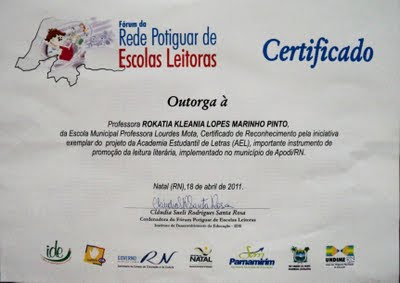 Fórum da
Rede Potiguar de
Escolas Leitoras
Certificado
Outorga à
Professora ROKATIA KLEANIA LOPES MARINHO PINTO,
da Escola Municipal Professora Lourdes Mota, Certificado de Reconhecimento pela iniciativa
exemplar do projeto da Academia Estudantil de Letras (AEL), importante instrumento de
promoção da leitura literária, implementado no município de Apodi/RN.
Natal (RN), 18 de abril de 2011.
Cláudia Sueli Rodrigues Santa Rosa
Coordenadora do Fórum Potiguar de Escolas Leitoras
Instituto de Desenvolvimento da Educação - IDE
ide
GOVERNO RN
NATAL
Parnamirim
UNDIME